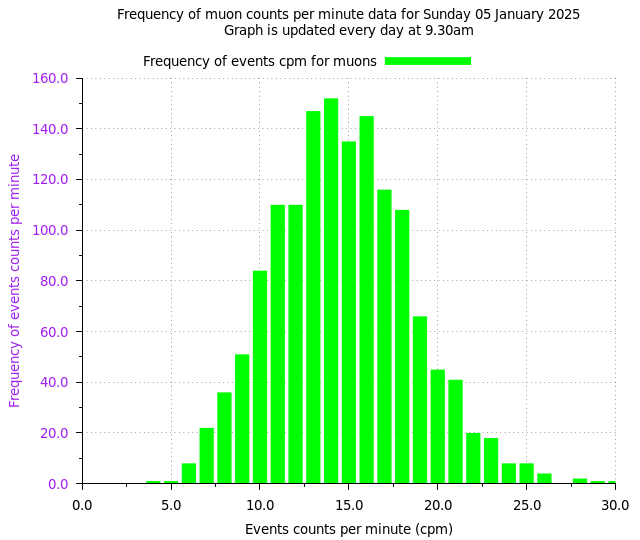 Frequency of muon counts per minute data for Sunday 05 January 2025
Graph is updated every day at 9.30am
Frequency of events cpm for muons
160.0
140.0
120.0
100.0
80.0
60.0
40.0
20.0
0.0
Frequency of events counts per minute
0.0 5.0 10.0 15.0 20.0 25.0 30.0
Events counts per minute (cpm)